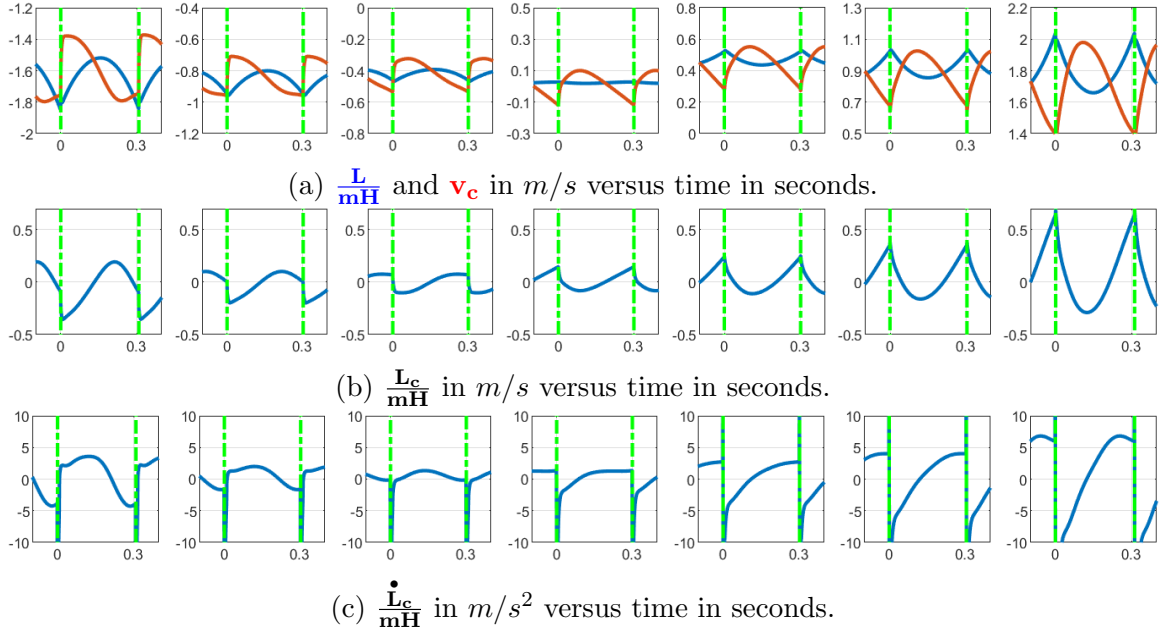 -1.2 -0.4 0 0.5 0.8 1.3 2.2
-1.4 -0.6 -0.2 0.3 0.6 1.1 2
-1.6 -0.8 -0.4 0.1 0.4 0.9 1.8
-1.8 -1 -0.6 -0.1 0.2 0.7 1.6
-2 -1.2 -0.8 -0.3 0 0.5 1.4
0 0.3 0 0.3 0 0.3 0 0.3 0 0.3 0 0.3 0 0.3
(a) L/mH and v_c in m/s versus time in seconds.
0.5 0.5 0.5 0.5 0.5 0.5 0.5
0 0 0 0 0 0 0
-0.5 -0.5 -0.5 -0.5 -0.5 -0.5 -0.5
0 0.3 0 0.3 0 0.3 0 0.3 0 0.3 0 0.3 0 0.3
(b) L_c/mH in m/s versus time in seconds.
10 10 10 10 10 10 10
5 5 5 5 5 5 5
0 0 0 0 0 0 0
-5 -5 -5 -5 -5 -5 -5
-10 -10 -10 -10 -10 -10 -10
0 0.3 0 0.3 0 0.3 0 0.3 0 0.3 0 0.3 0 0.3
(c) L̇_c/mH in m/s² versus time in seconds.